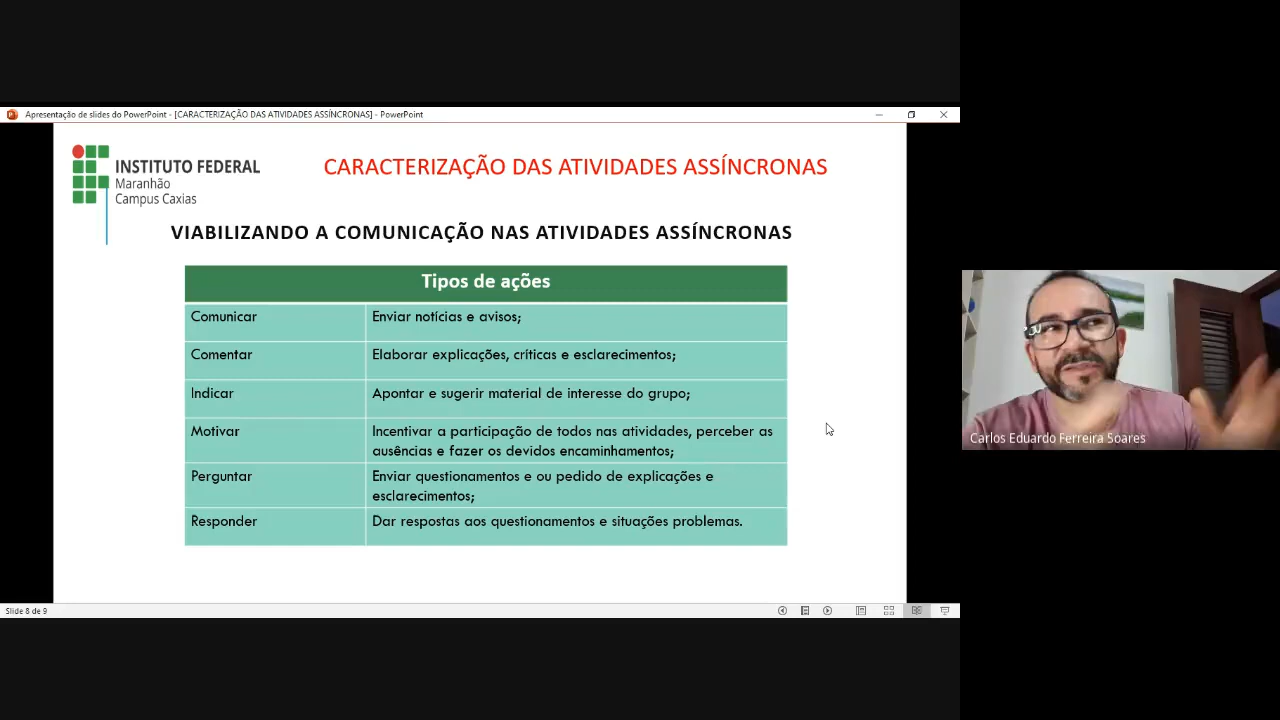 Apresentação de slides do PowerPoint - [CARACTERIZAÇÃO DAS ATIVIDADES ASSÍNCRONAS] - PowerPoint
INSTITUTO FEDERAL
Maranhão
Campus Caxias
CARACTERIZAÇÃO DAS ATIVIDADES ASSÍNCRONAS
VIABILIZANDO A COMUNICAÇÃO NAS ATIVIDADES ASSÍNCRONAS
Tipos de ações
Comunicar Enviar notícias e avisos;
Comentar Elaborar explicações, críticas e esclarecimentos;
Indicar Apontar e sugerir material de interesse do grupo;
Motivar Incentivar a participação de todos nas atividades, perceber as
ausências e fazer os devidos encaminhamentos;
Perguntar Enviar questionamentos e ou pedido de explicações e
esclarecimentos;
Responder Dar respostas aos questionamentos e situações problemas.
Carlos Eduardo Ferreira Soares
Slide 8 de 9